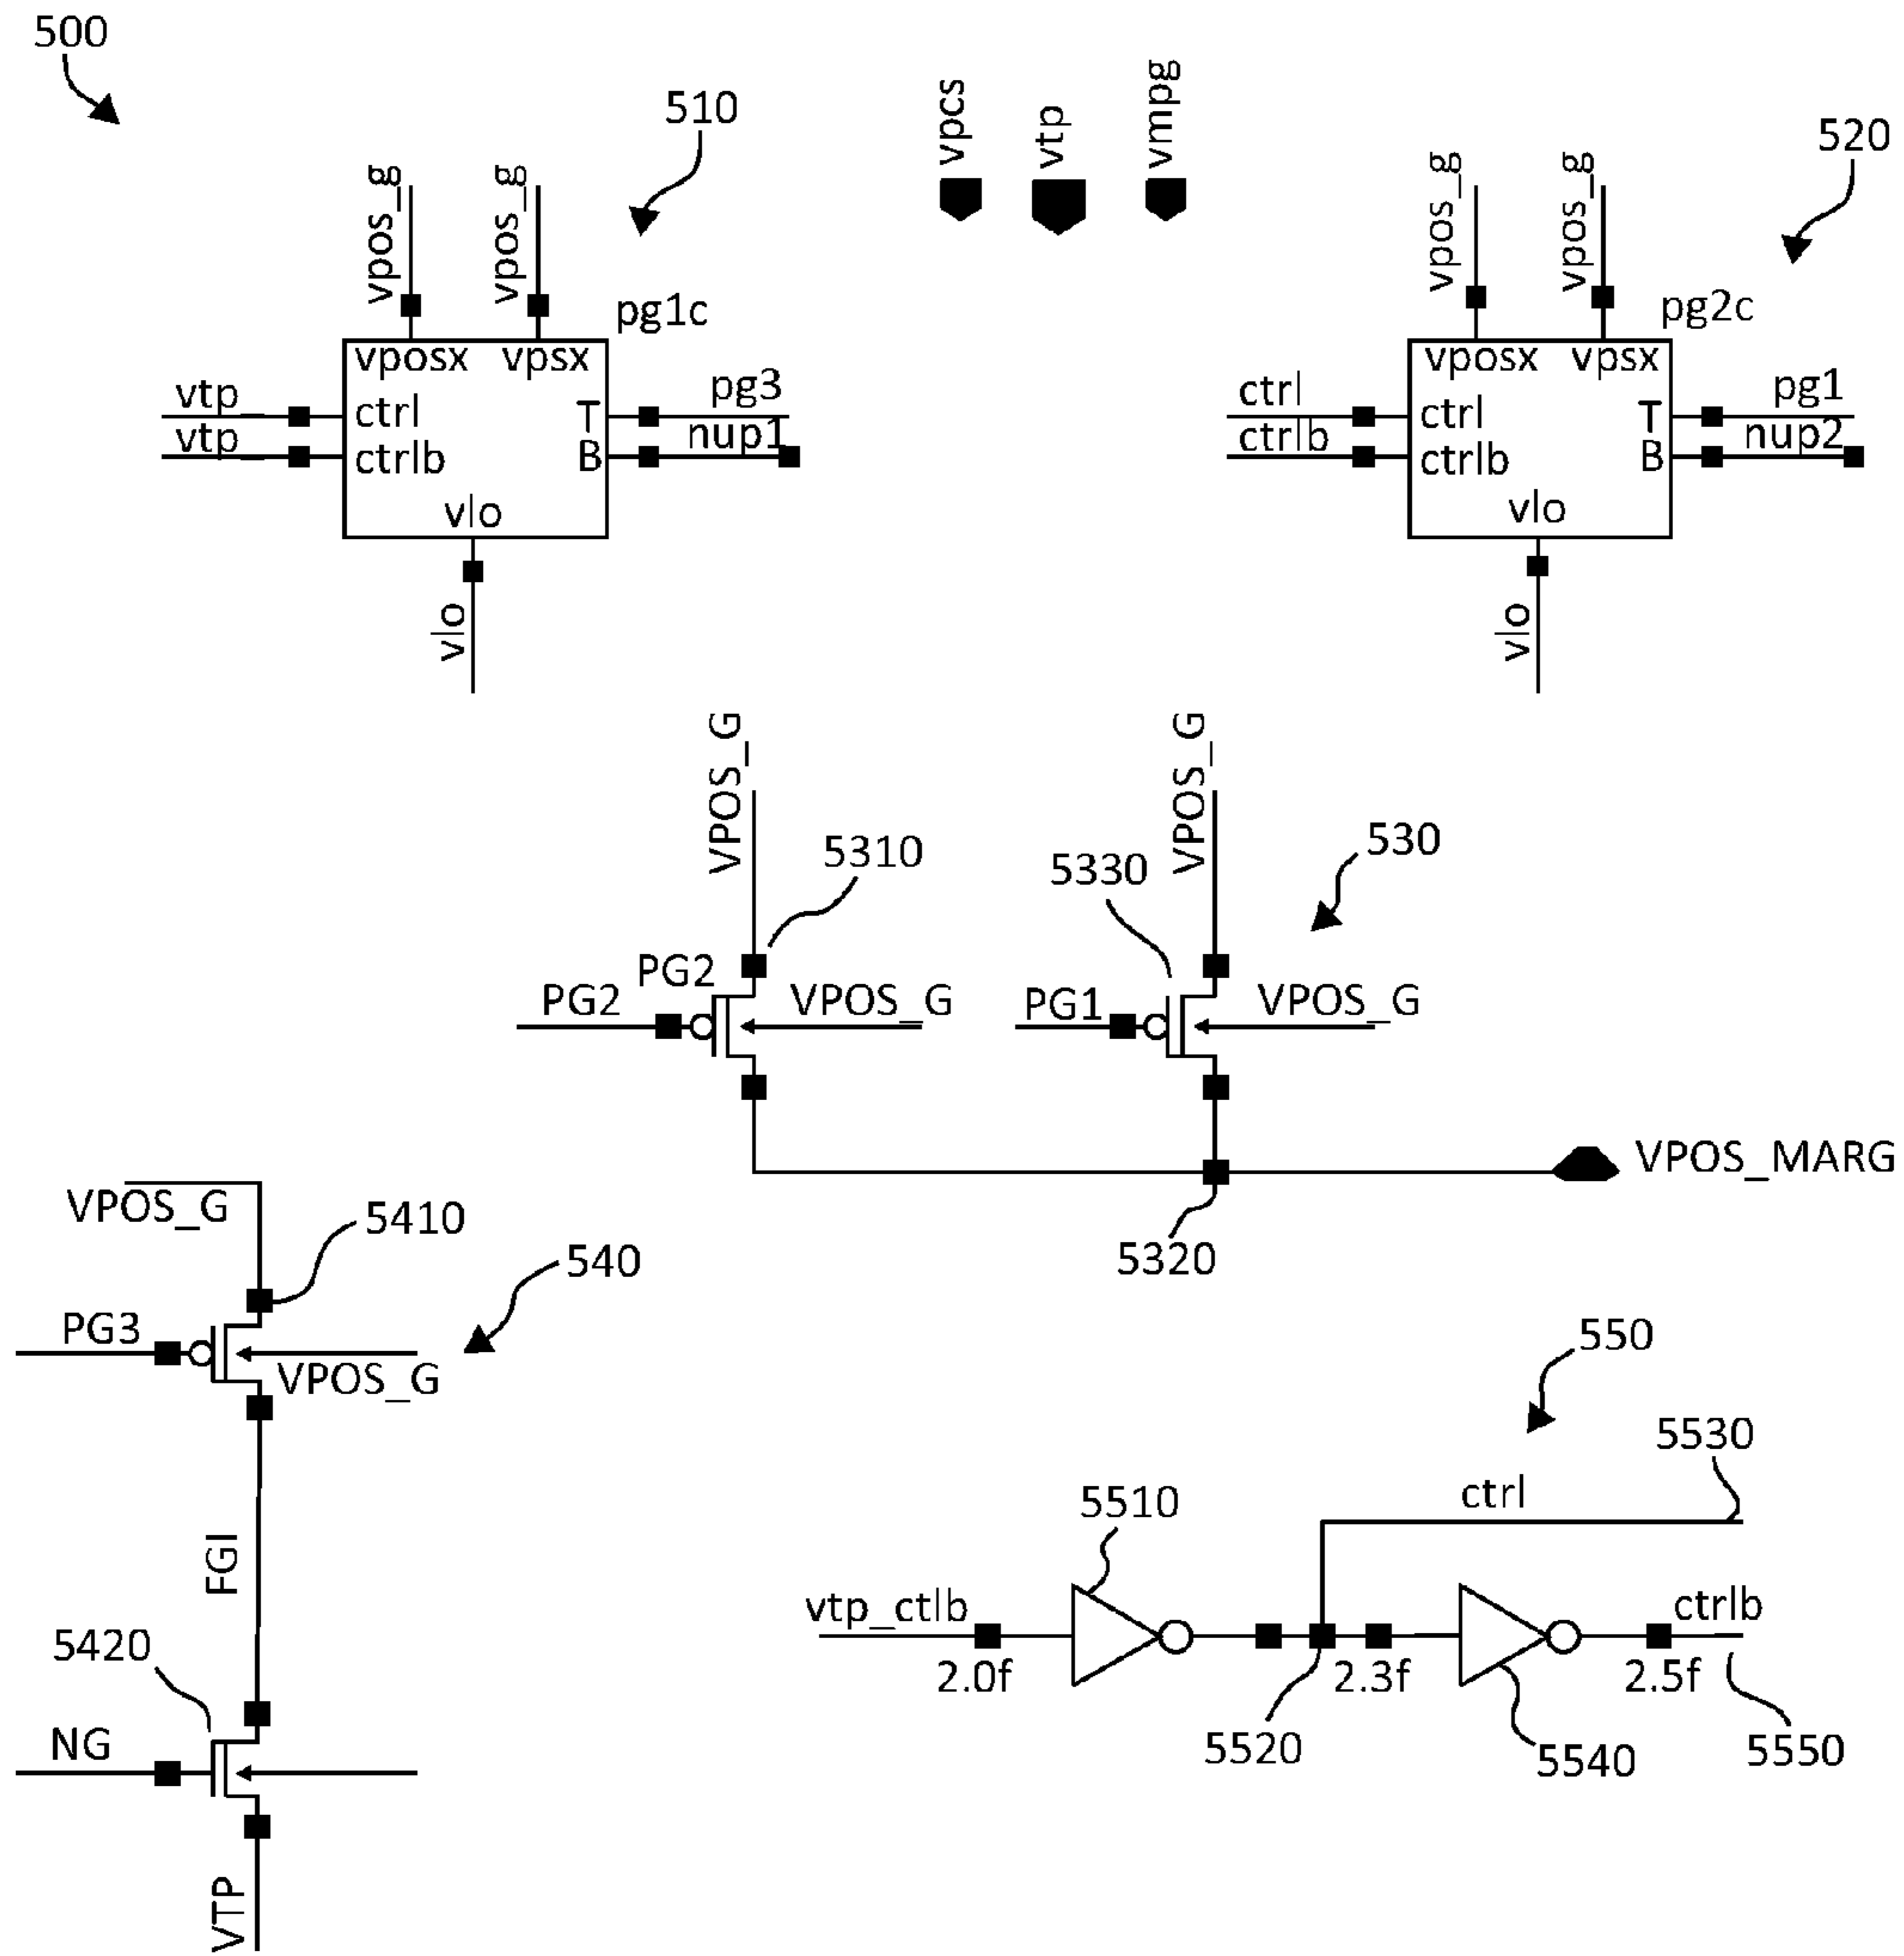 500
510
vpcs
vtp
vmpg
520
vpos_g
vpos_g
pg1c
vposx
vpsx
vtp_
vtp_
ctrl
ctrlb
T
B
pg3
nup1
vlo
vlo
vpos_g
vpos_g
pg2c
vposx
vpsx
ctrl
ctrlb
ctrl
ctrlb
T
B
pg1
nup2
vlo
vlo
VPOS_G
VPOS_G
5310
5330
530
PG2
PG2
VPOS_G
PG1
VPOS_G
VPOS_MARG
5320
VPOS_G
5410
540
PG3
VPOS_G
FGI
5420
NG
VTP
550
5530
ctrl
5510
vtp_ctlb
2.0f
2.3f
ctrlb
2.5f
5520
5540
5550